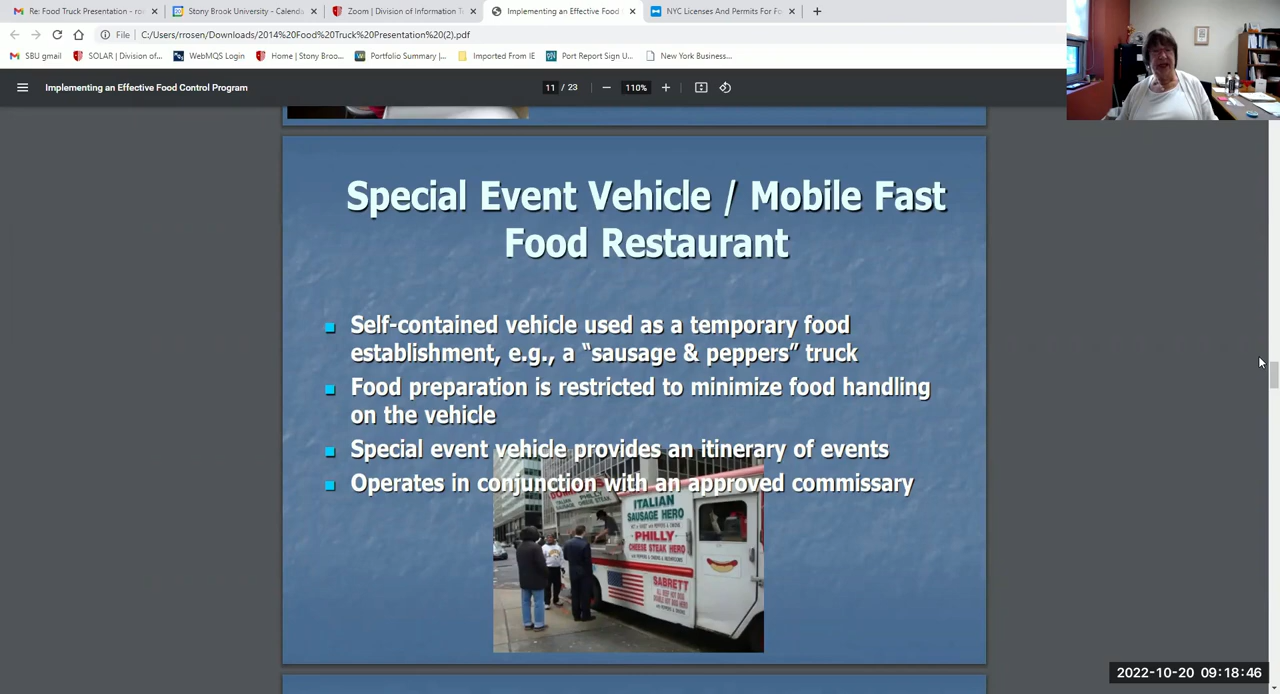 Re: Food Truck Presentation - ro
Stony Brook University - Calenda
Zoom | Division of Information T
Implementing an Effective Food
NYC Licenses And Permits For Fo
File
C:/Users/rrosen/Downloads/2014%20Food%20Truck%20Presentation%20(2).pdf
SBU gmail
SOLAR | Division of...
WebMQS Login
Home | Stony Broo...
Portfolio Summary |...
Imported From IE
Port Report Sign U...
New York Business...
Implementing an Effective Food Control Program
11 / 23
110%
Special Event Vehicle / Mobile Fast
Food Restaurant
Self-contained vehicle used as a temporary food
establishment, e.g., a “sausage & peppers” truck
Food preparation is restricted to minimize food handling
on the vehicle
Special event vehicle provides an itinerary of events
Operates in conjunction with an approved commissary
ITALIAN
SAUSAGE HERO
PHILLY
CHEESE STEAK HERO
SABRETT
2022-10-20 09:18:46